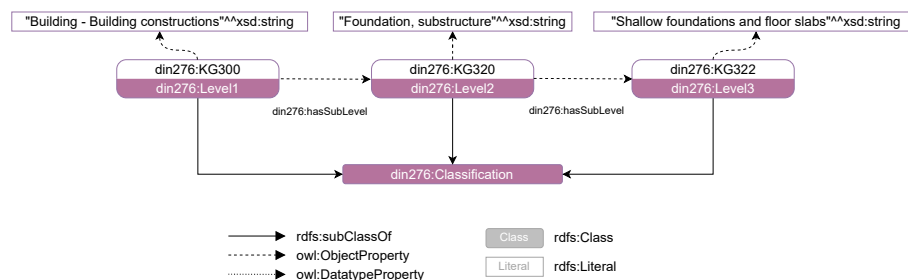 "Building - Building constructions"^^xsd:string
"Foundation, substructure"^^xsd:string
"Shallow foundations and floor slabs"^^xsd:string
din276:KG300
din276:KG320
din276:KG322
din276:Level1
din276:Level2
din276:Level3
din276:hasSubLevel
din276:hasSubLevel
din276:Classification
rdfs:subClassOf
Class
rdfs:Class
owl:ObjectProperty
Literal
rdfs:Literal
owl:DatatypeProperty